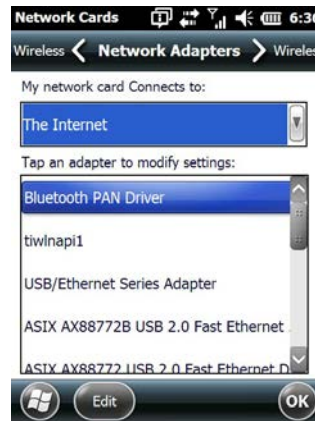 Network Cards 6:30
Wireless Network Adapters Wireles
My network card Connects to:
The Internet
Tap an adapter to modify settings:
Bluetooth PAN Driver
tiwlnapi1
USB/Ethernet Series Adapter
ASIX AX88772B USB 2.0 Fast Ethernet
ASIX AX88772 USB 2.0 Fast Ethernet D
Edit OK